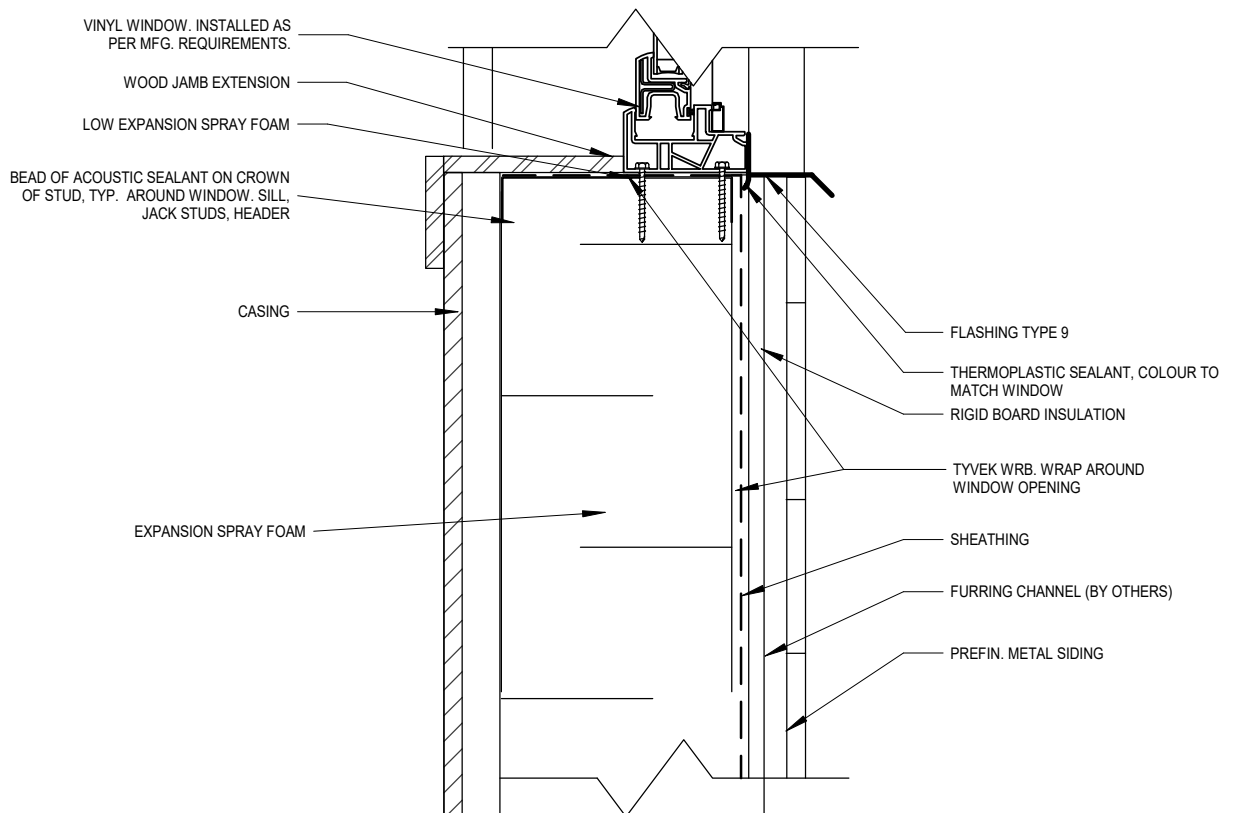 VINYL WINDOW. INSTALLED AS
PER MFG. REQUIREMENTS.
WOOD JAMB EXTENSION
LOW EXPANSION SPRAY FOAM
BEAD OF ACOUSTIC SEALANT ON CROWN
OF STUD, TYP. AROUND WINDOW. SILL,
JACK STUDS, HEADER
CASING
EXPANSION SPRAY FOAM
FLASHING TYPE 9
THERMOPLASTIC SEALANT, COLOUR TO
MATCH WINDOW
RIGID BOARD INSULATION
TYVEK WRB. WRAP AROUND
WINDOW OPENING
SHEATHING
FURRING CHANNEL (BY OTHERS)
PREFIN. METAL SIDING